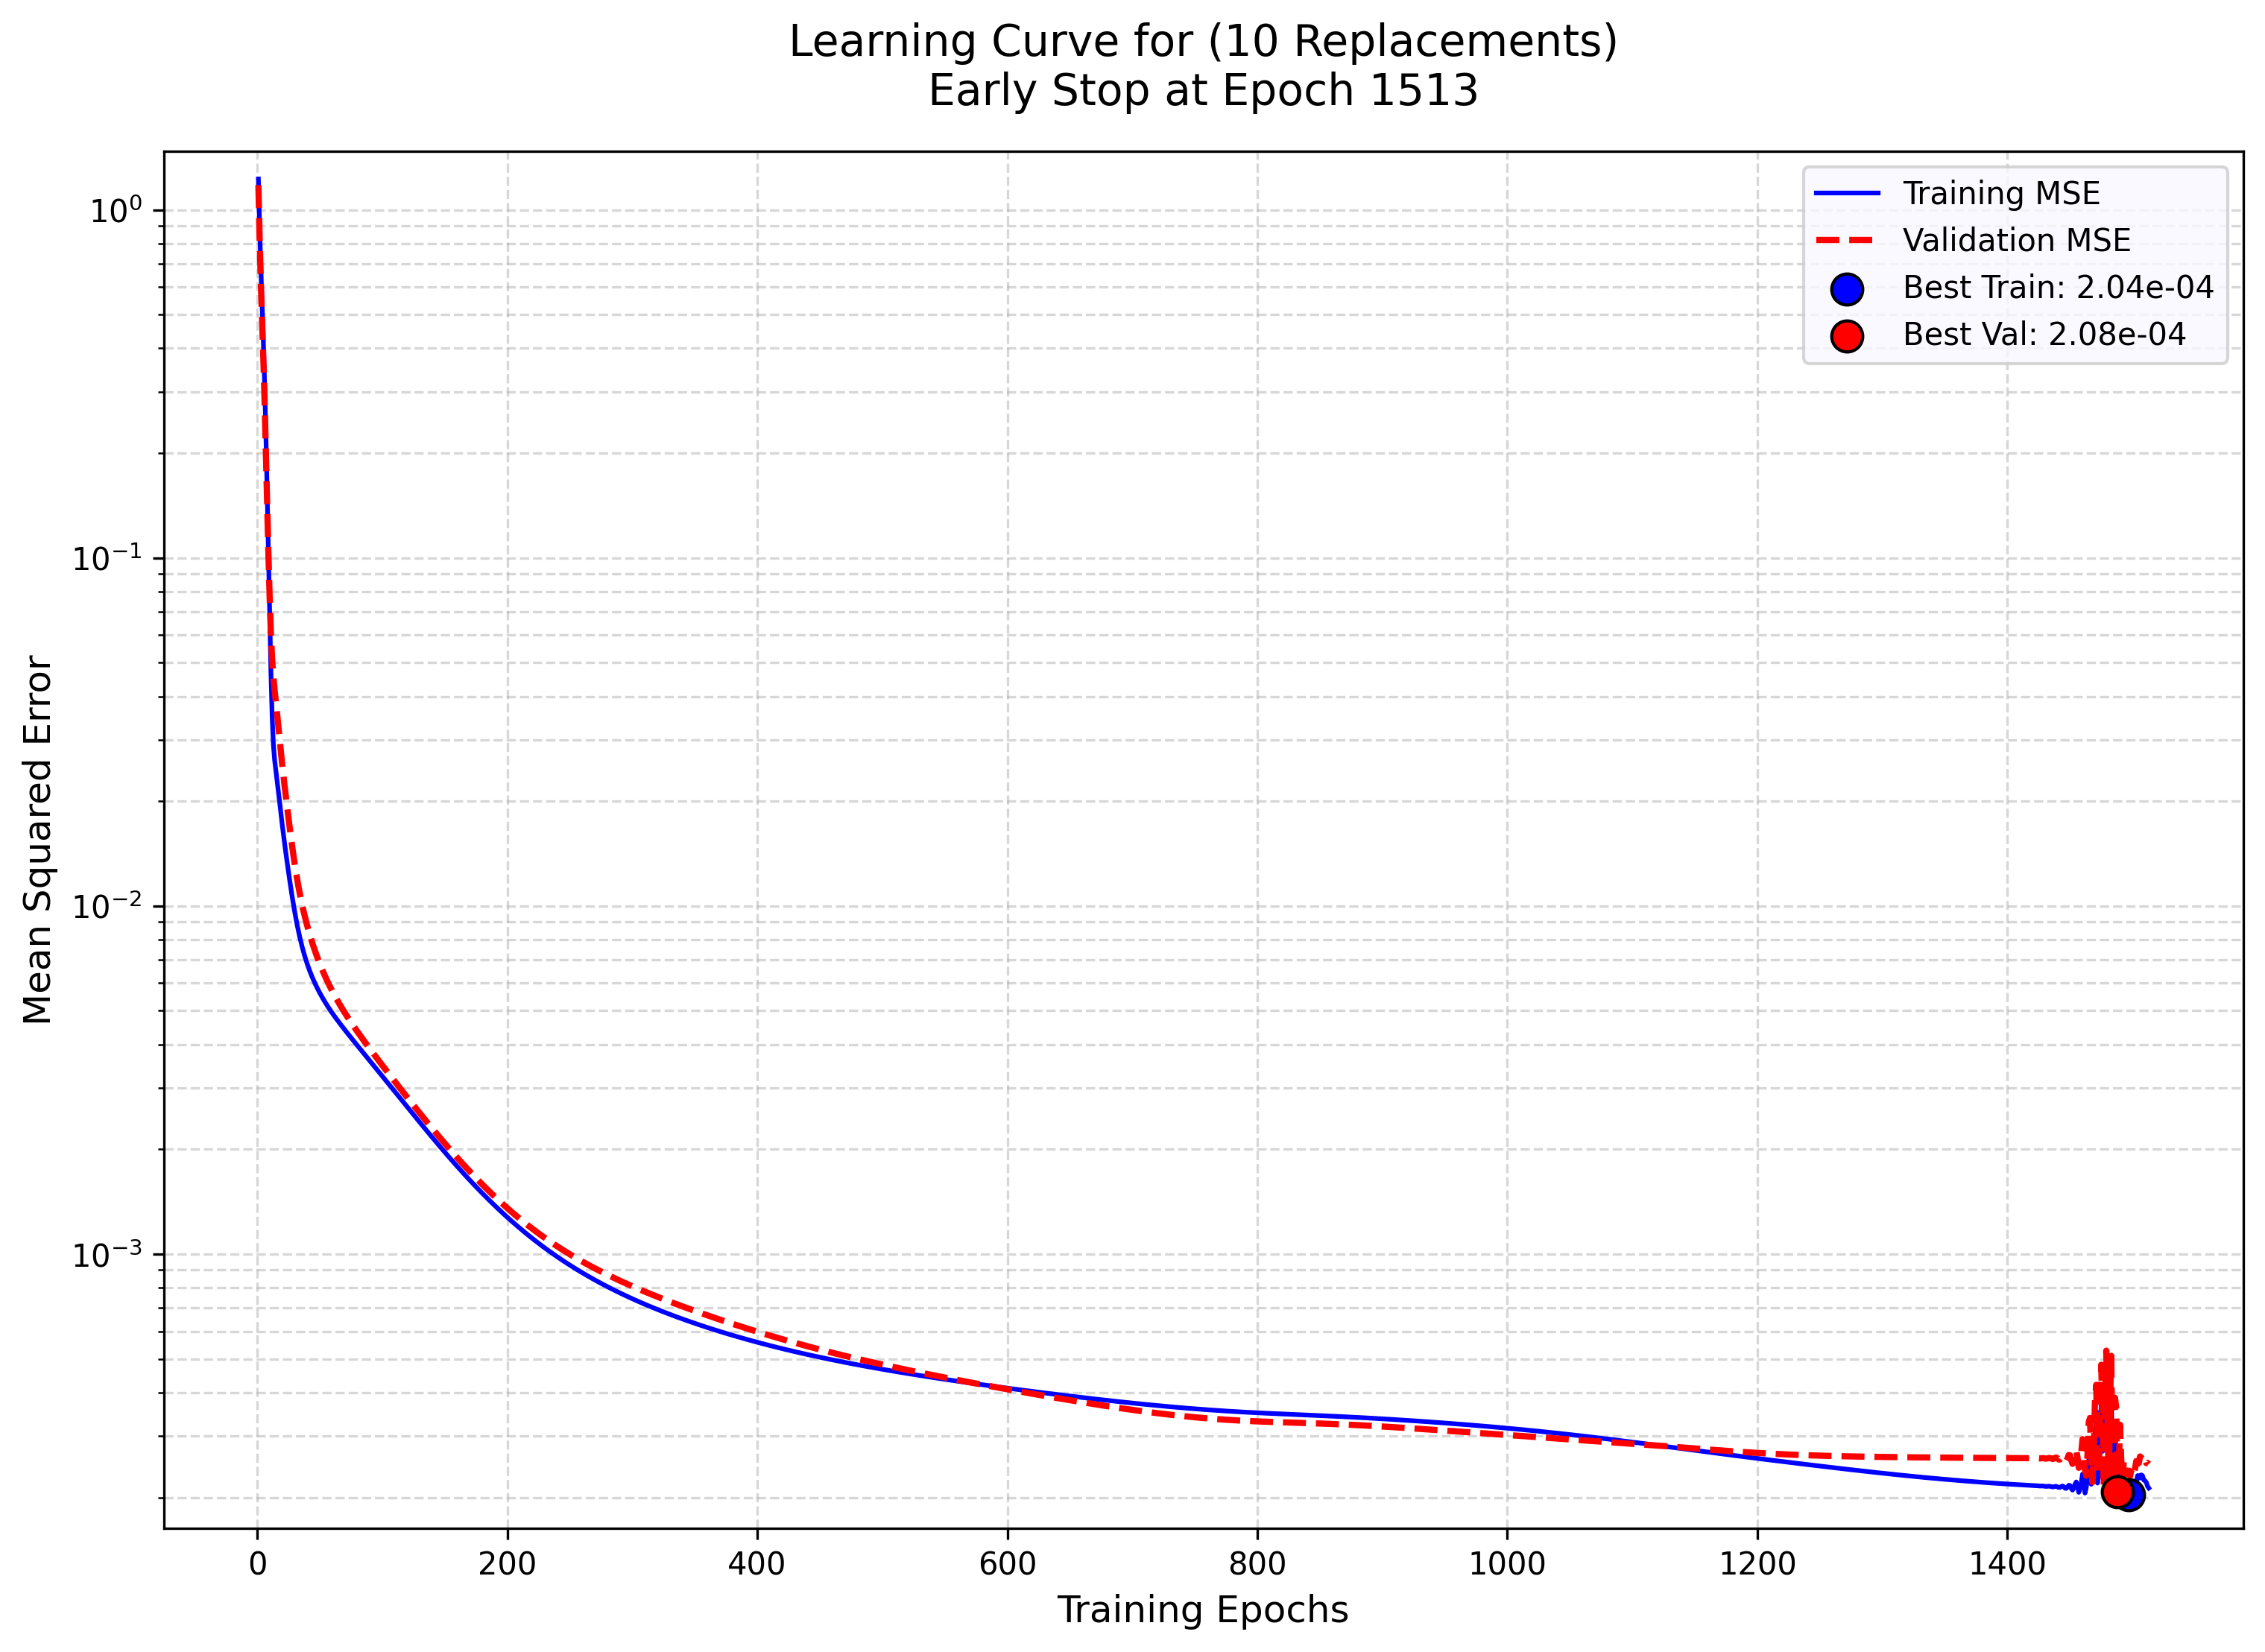 Learning Curve for (10 Replacements)
Early Stop at Epoch 1513
Training MSE
Validation MSE
Best Train: 2.04e-04
Best Val: 2.08e-04
Mean Squared Error
10⁰
10⁻¹
10⁻²
10⁻³
0 200 400 600 800 1000 1200 1400
Training Epochs